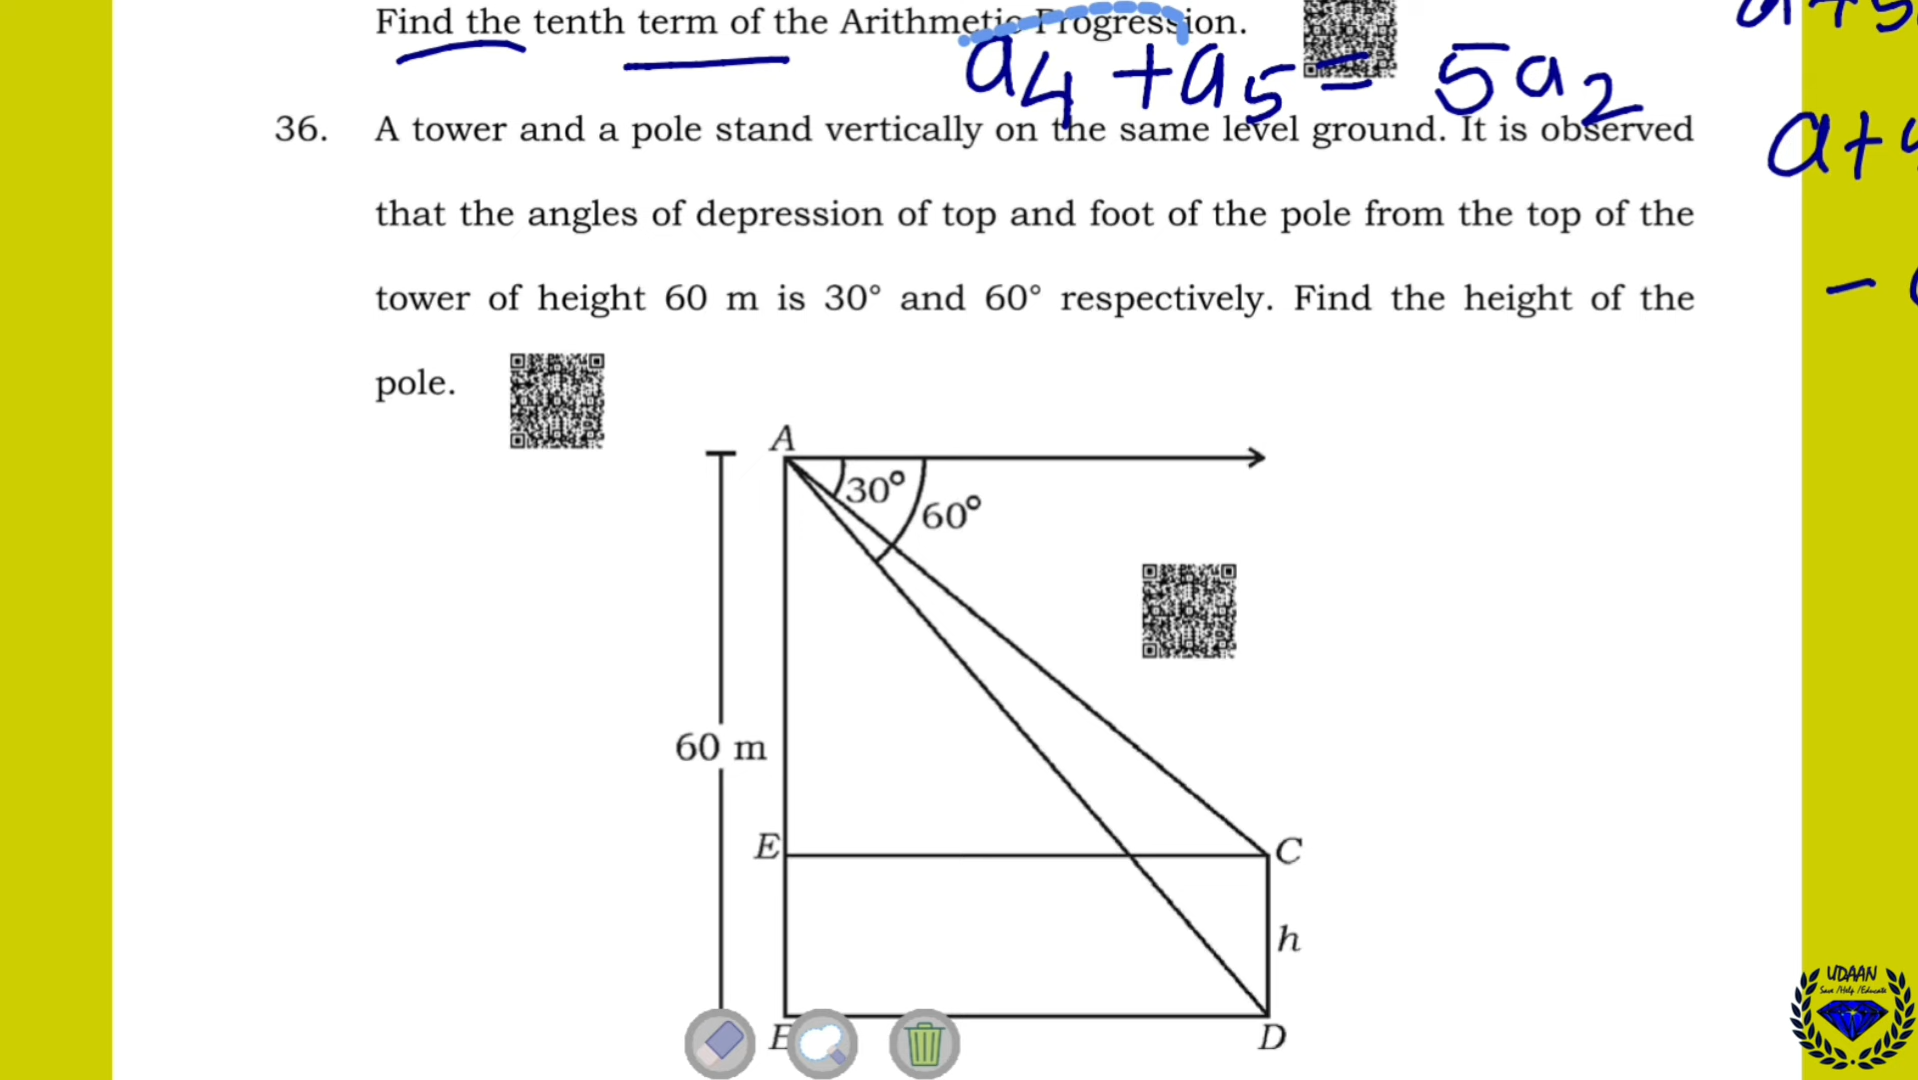 Find the tenth term of the Arithmetic Progression.
a4 + a5 = 5a2
36. A tower and a pole stand vertically on the same level ground. It is observed
that the angles of depression of top and foot of the pole from the top of the
tower of height 60 m is 30° and 60° respectively. Find the height of the
pole.
A
30°
60°
60 m
E
C
h
D
a+
UDAAN
Save /Help /Educate